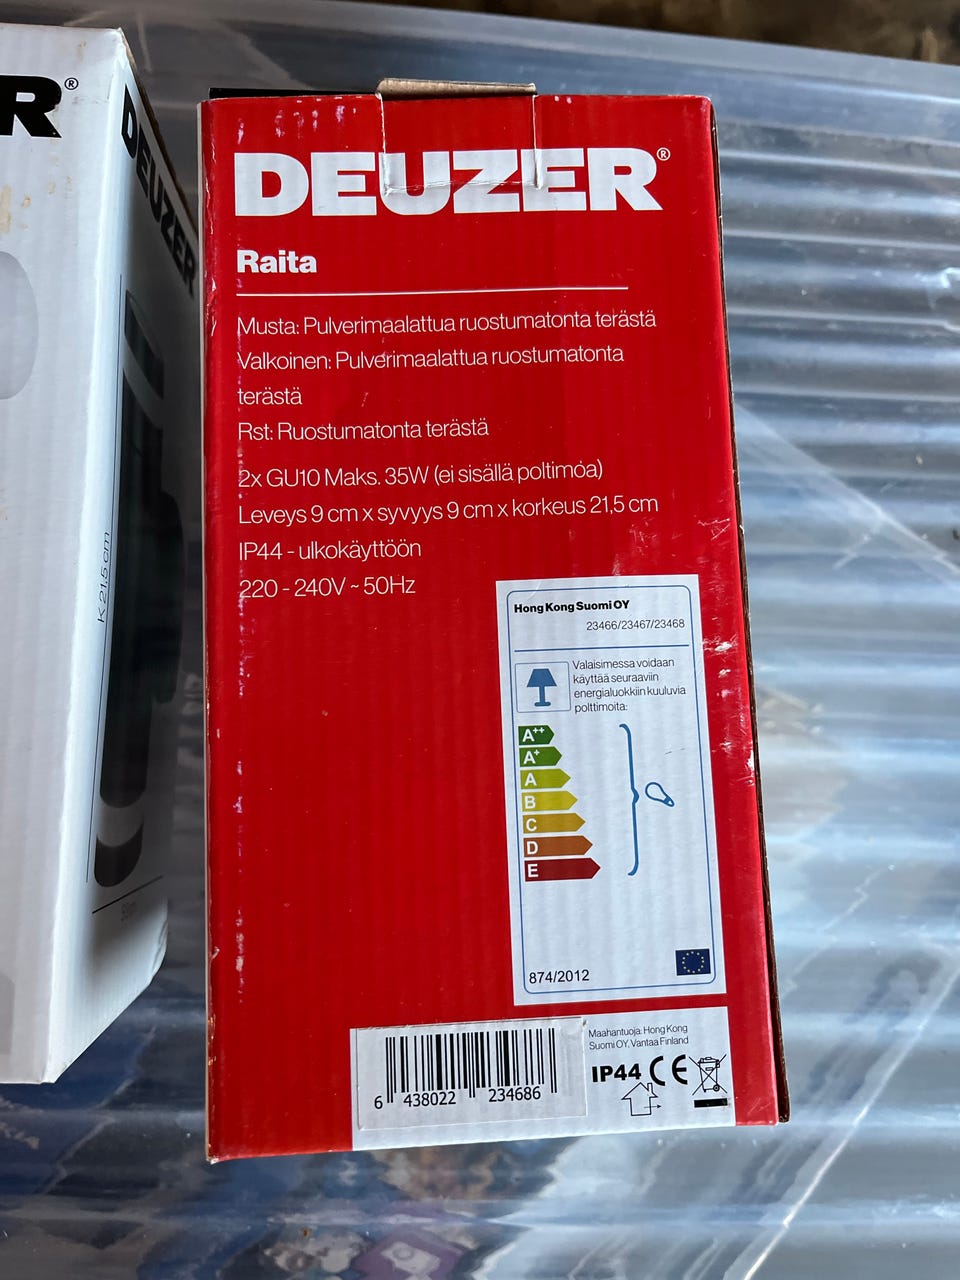 R®
DEUZER
K 21,5 cm
DEUZER®
Raita
Musta: Pulverimaalattua ruostumatonta terästä
Valkoinen: Pulverimaalattua ruostumatonta
terästä
Rst: Ruostumatonta terästä
2x GU10 Maks. 35W (ei sisällä poltimoa)
Leveys 9 cm x syvyys 9 cm x korkeus 21,5 cm
IP44 - ulkokäyttöön
220 - 240V ~ 50Hz
Hong Kong Suomi OY
23466/23467/23468
Valaisimessa voidaan
käyttää seuraaviin
energialuokkiin kuuluvia
polttimoita:
A++
A+
A
B
C
D
E
874/2012
6 438022 234686
Maahantuoja: Hong Kong
Suomi OY, Vantaa Finland
IP44 CE